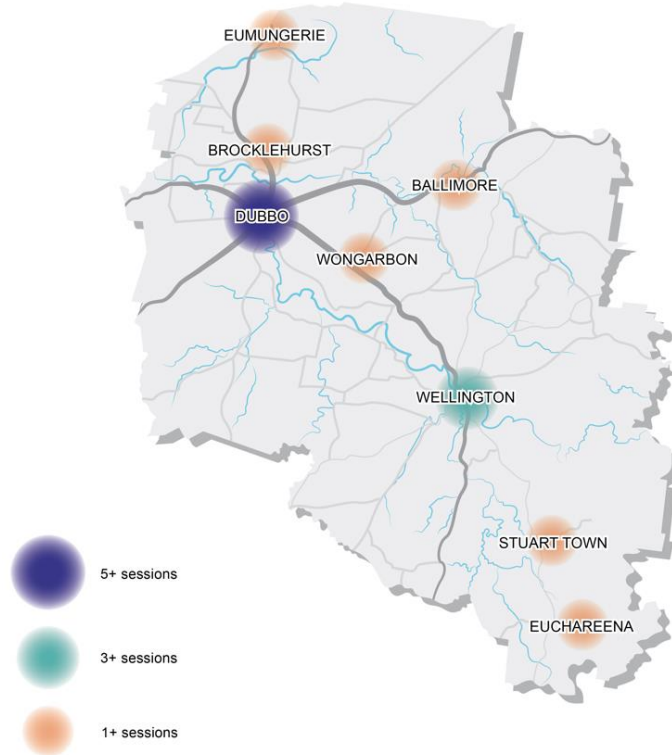 EUMUNGERIE
BROCKLEHURST
BALLIMORE
DUBBO
WONGARBON
WELLINGTON
STUART TOWN
EUCHAREENA
5+ sessions
3+ sessions
1+ sessions